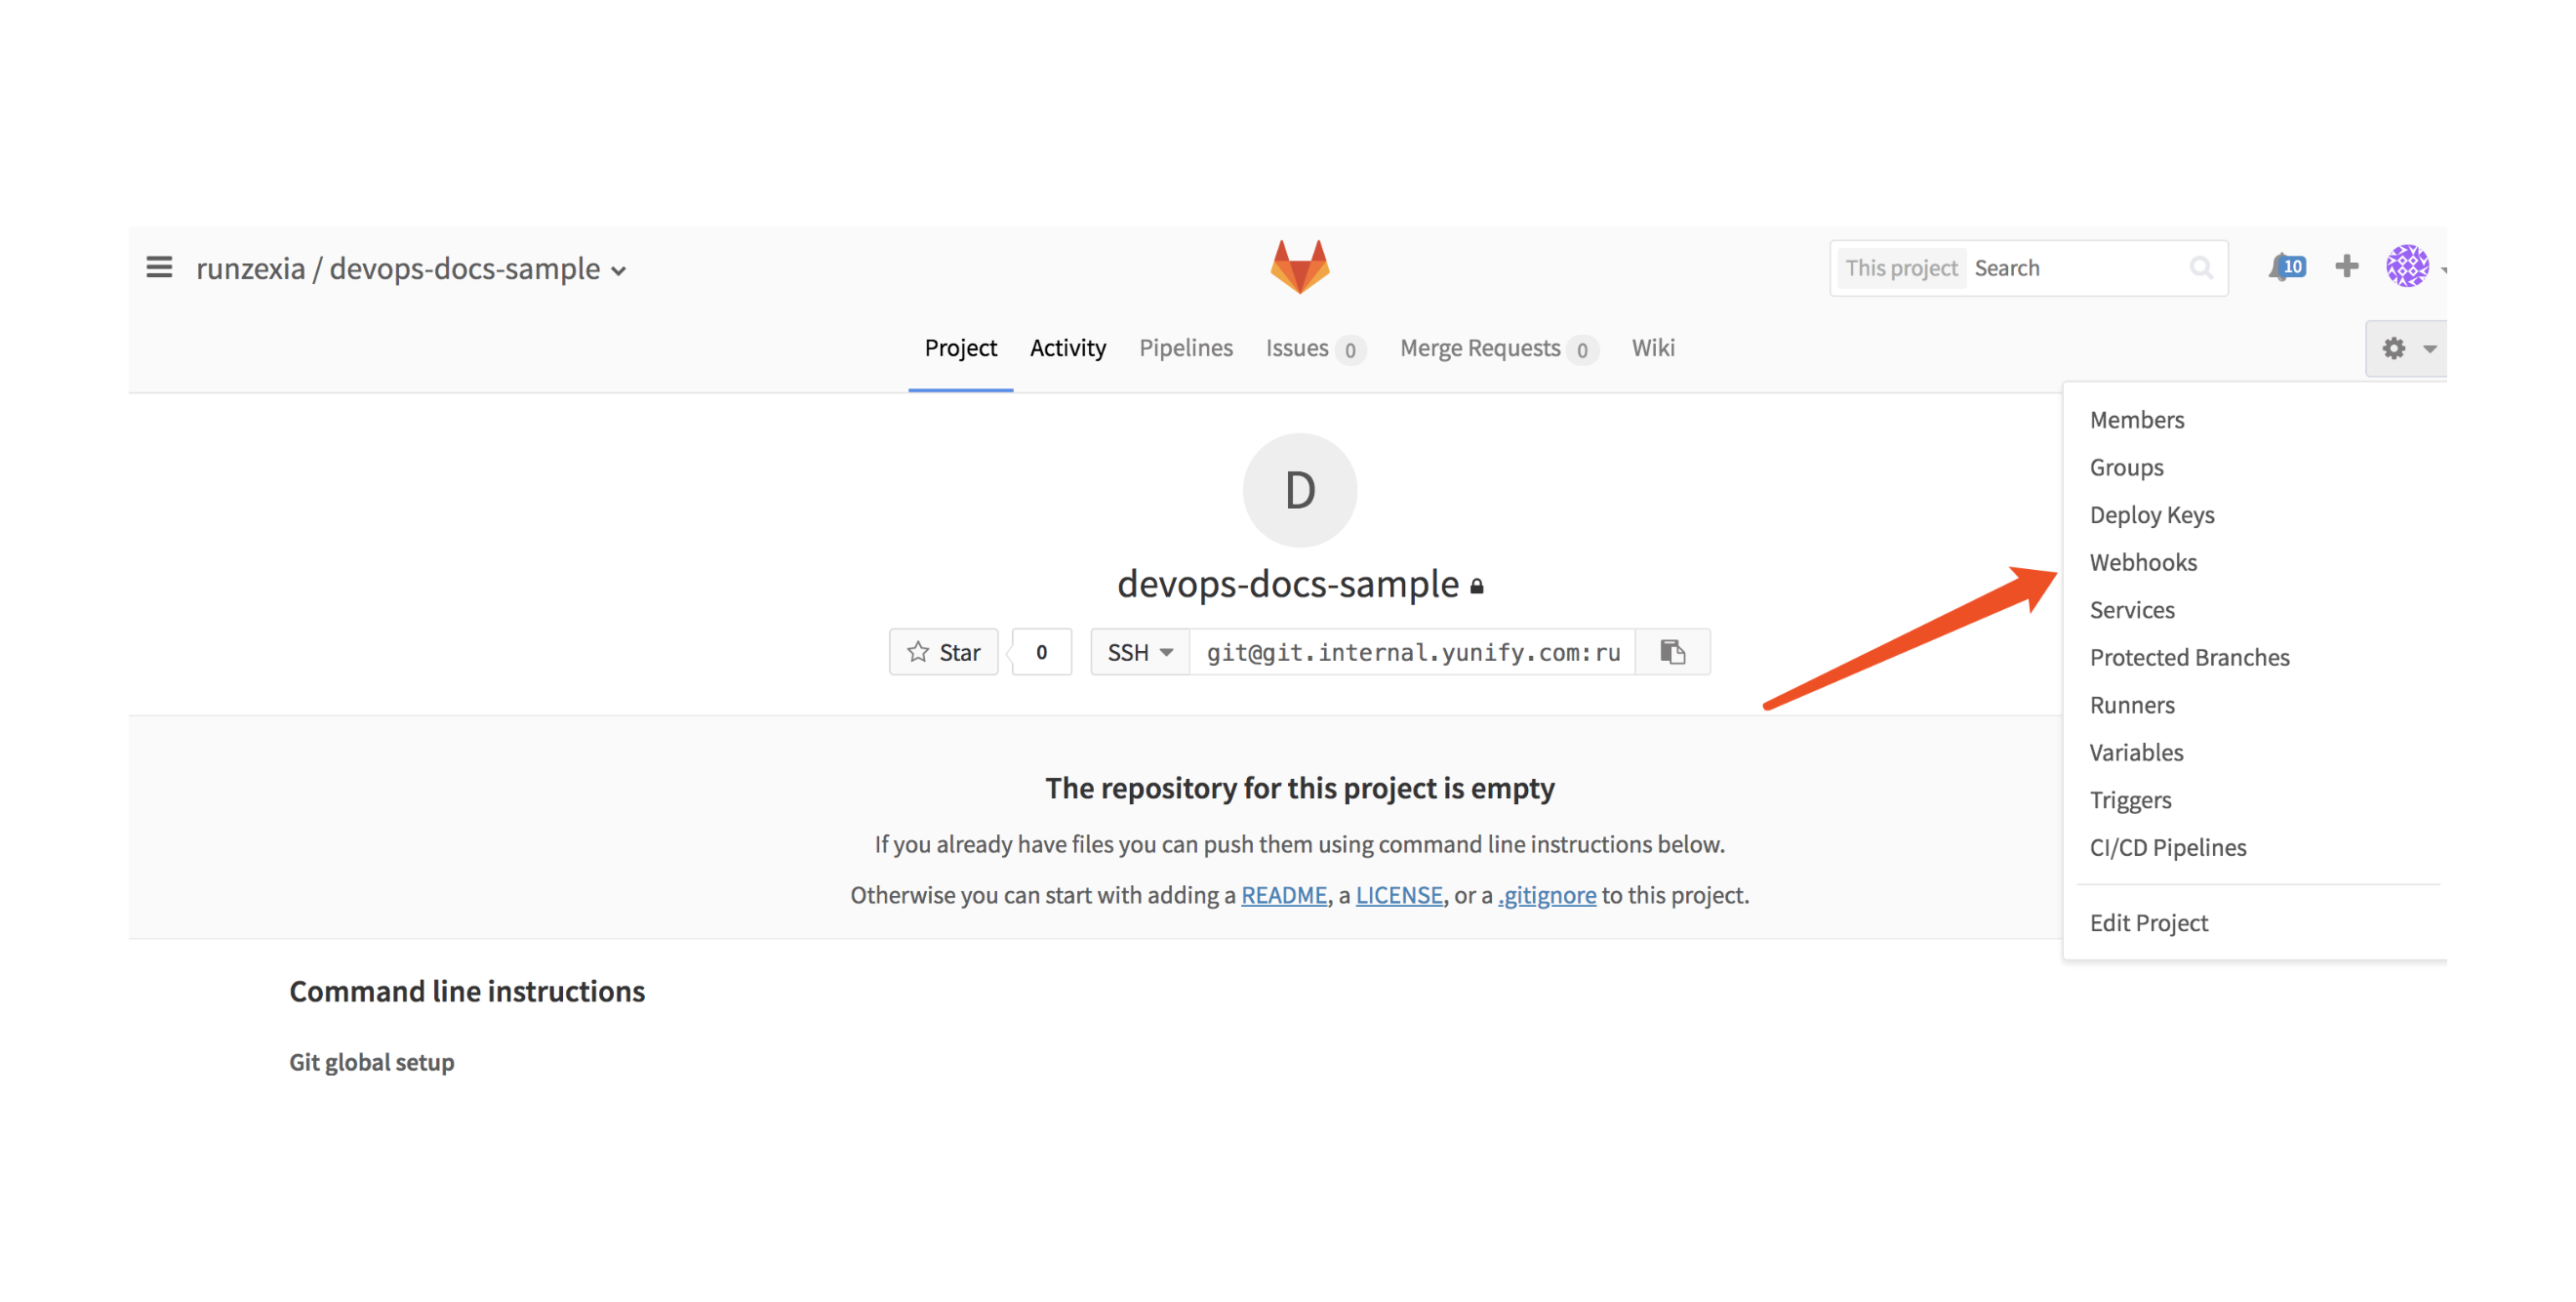 runzexia / devops-docs-sample
This project Search
10
Project Activity Pipelines Issues 0 Merge Requests 0 Wiki
D
devops-docs-sample
Star 0 SSH git@git.internal.yunify.com:ru
The repository for this project is empty
If you already have files you can push them using command line instructions below.
Otherwise you can start with adding a README, a LICENSE, or a .gitignore to this project.
Command line instructions
Git global setup
Members
Groups
Deploy Keys
Webhooks
Services
Protected Branches
Runners
Variables
Triggers
CI/CD Pipelines
Edit Project